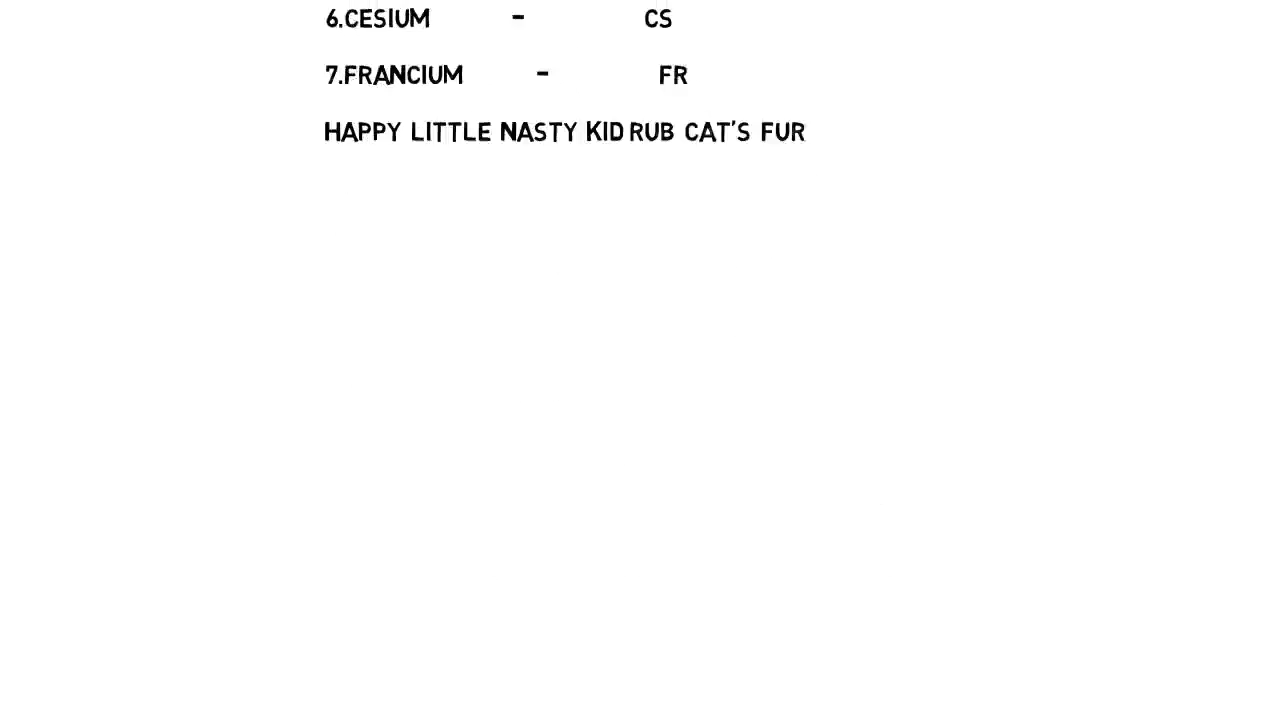 6.CESIUM - CS
7.FRANCIUM - FR
HAPPY LITTLE NASTY KID RUB CAT'S FUR